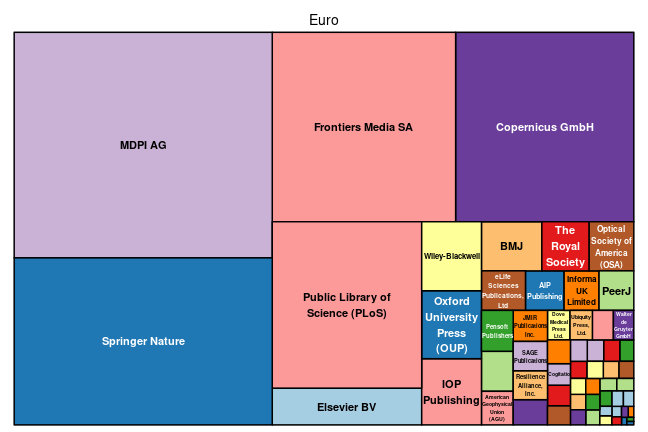 Euro
MDPI AG
Frontiers Media SA
Copernicus GmbH
Springer Nature
Public Library of
Science (PLoS)
Elsevier BV
Wiley-Blackwell
Oxford
University
Press
(OUP)
IOP
Publishing
BMJ
The
Royal
Society
Optical
Society of
America
(OSA)
eLife
Sciences
Publications,
Ltd
AIP
Publishing
Informa
UK
Limited
PeerJ
Pensoft
Publishers
American
Geophysical
Union
(AGU)
JMIR
Publications
Inc.
SAGE
Publications
Resilience
Alliance,
Inc.
Dove
Medical
Press
Ltd.
Ubiquity
Press,
Ltd.
Walter
de
Gruyter
GmbH
Cogitatio